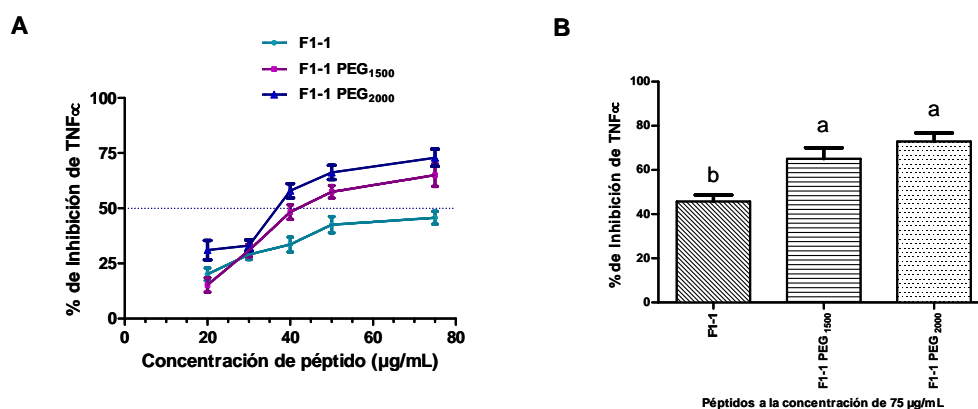 A
F1-1
F1-1 PEG1500
F1-1 PEG2000
% de Inhibición de TNFα
100
75
50
25
0
0
20
40
60
80
Concentración de péptido (µg/mL)
B
% de Inhibición de TNFα
100
80
60
40
20
0
b
a
a
F1-1
F1-1 PEG 1500
F1-1 PEG 2000
Péptidos a la concentración de 75 µg/mL